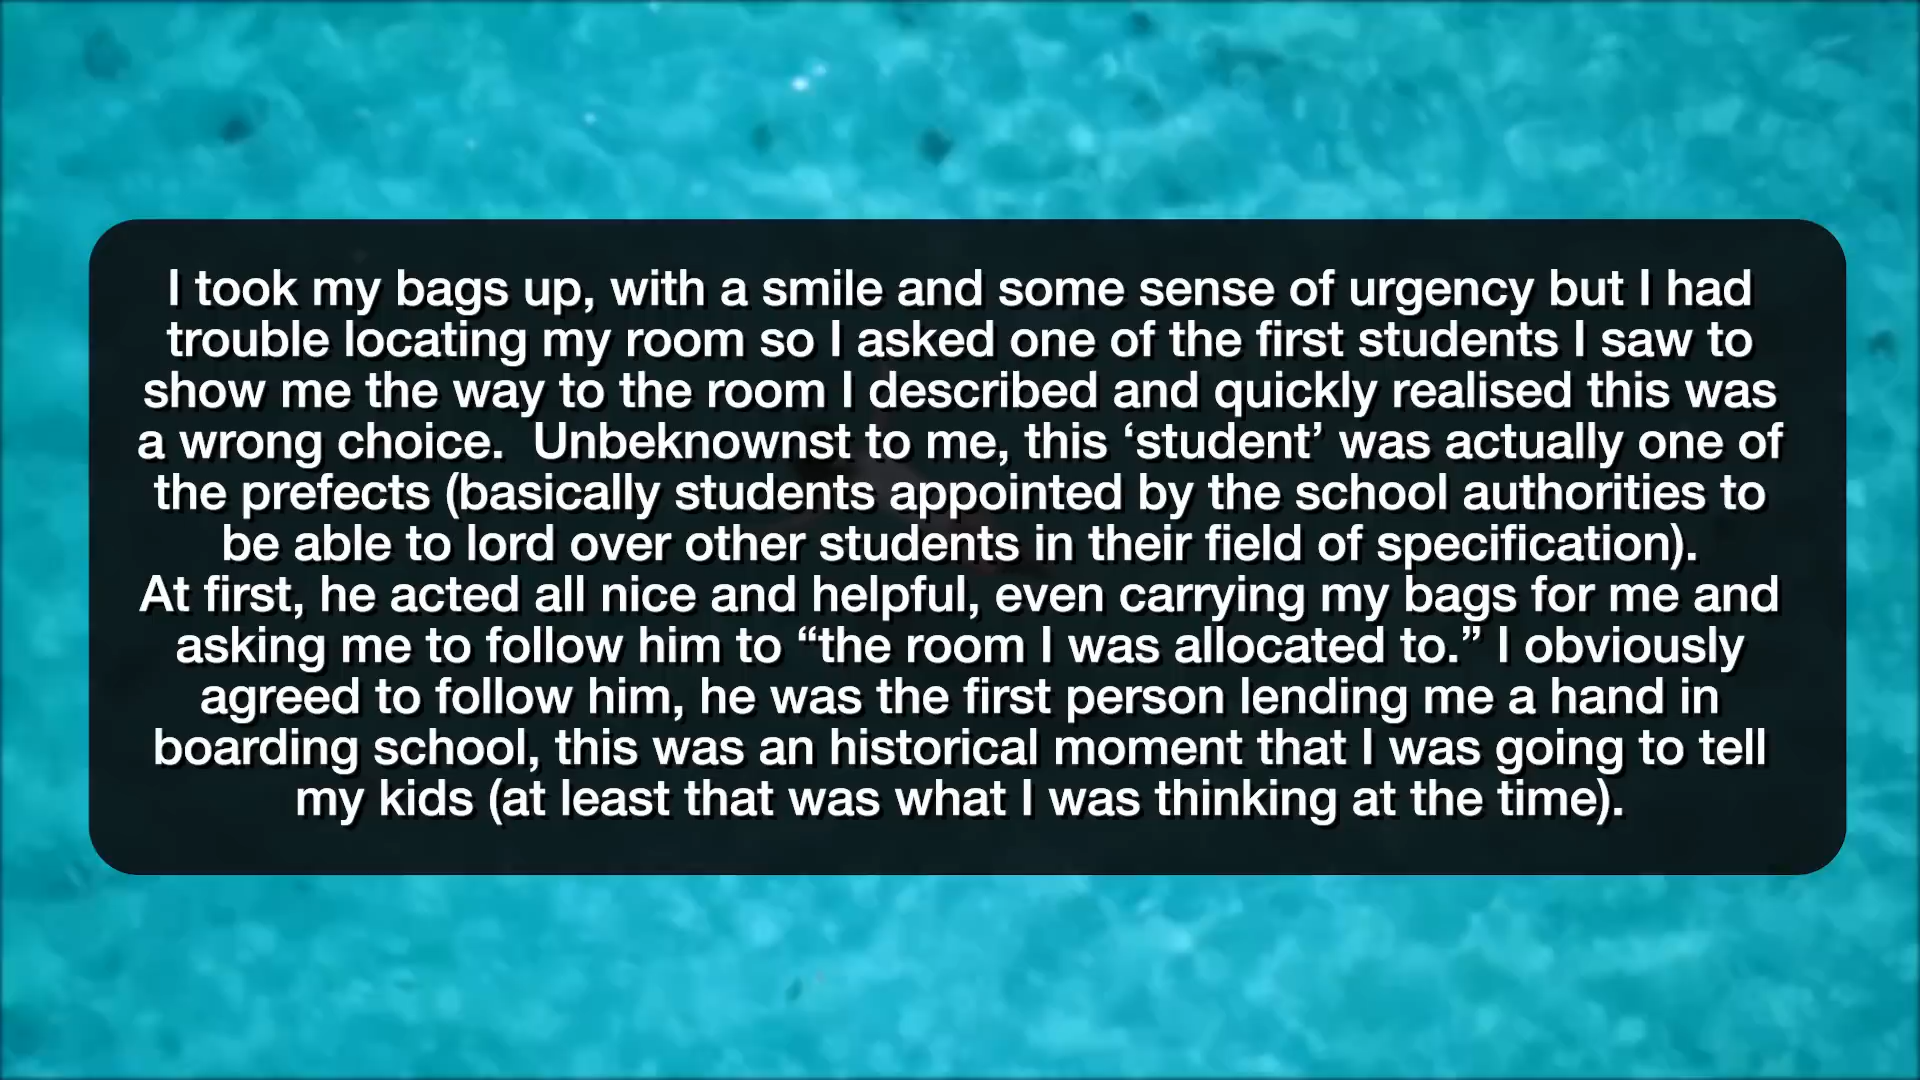 I took my bags up, with a smile and some sense of urgency but I had
trouble locating my room so I asked one of the first students I saw to
show me the way to the room I described and quickly realised this was
a wrong choice.  Unbeknownst to me, this ‘student’ was actually one of
the prefects (basically students appointed by the school authorities to
be able to lord over other students in their field of specification).
At first, he acted all nice and helpful, even carrying my bags for me and
asking me to follow him to “the room I was allocated to.” I obviously
agreed to follow him, he was the first person lending me a hand in
boarding school, this was an historical moment that I was going to tell
my kids (at least that was what I was thinking at the time).